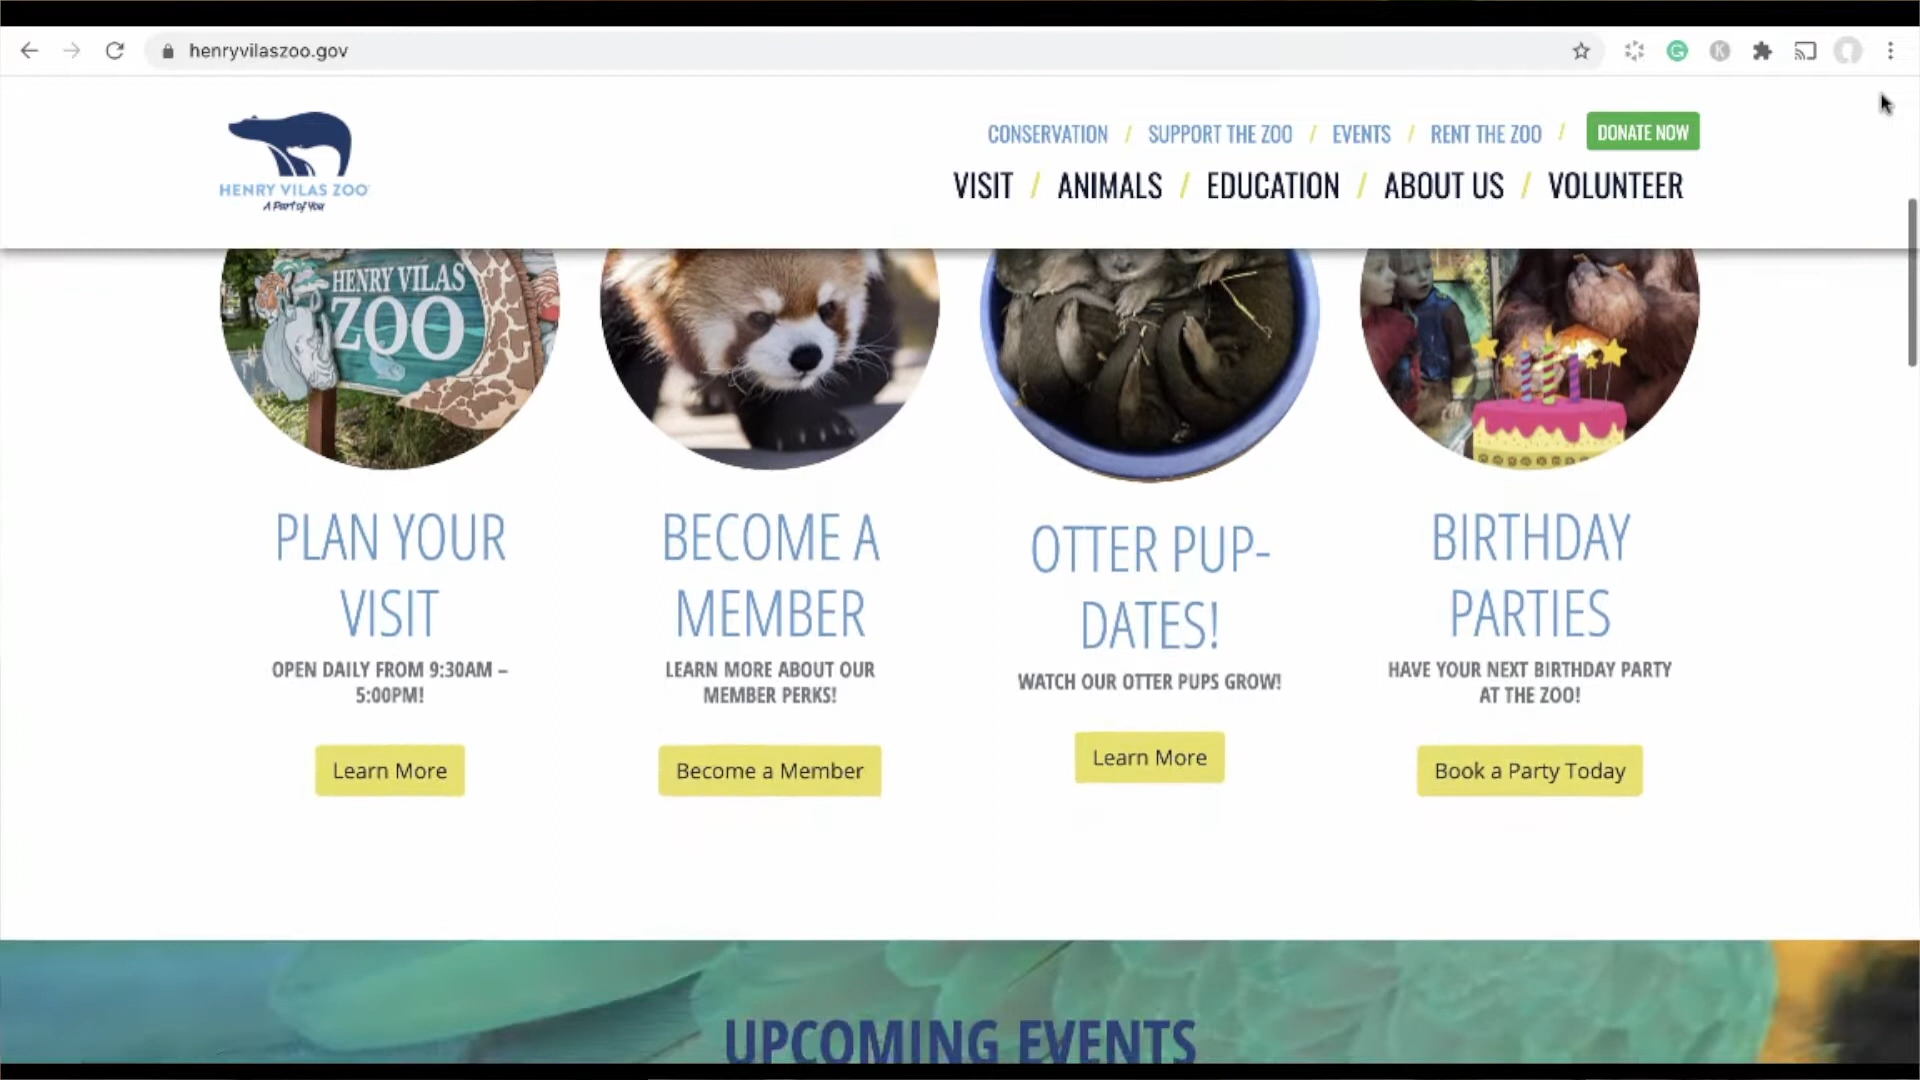 henryvilaszoo.gov
CONSERVATION / SUPPORT THE ZOO / EVENTS / RENT THE ZOO / DONATE NOW
HENRY VILAS ZOO
A Part of You
VISIT / ANIMALS / EDUCATION / ABOUT US / VOLUNTEER
HENRY VILAS
ZOO
PLAN YOUR
VISIT
OPEN DAILY FROM 9:30AM –
5:00PM!
Learn More
BECOME A
MEMBER
LEARN MORE ABOUT OUR
MEMBER PERKS!
Become a Member
OTTER PUP-
DATES!
WATCH OUR OTTER PUPS GROW!
Learn More
BIRTHDAY
PARTIES
HAVE YOUR NEXT BIRTHDAY PARTY
AT THE ZOO!
Book a Party Today
UPCOMING EVENTS